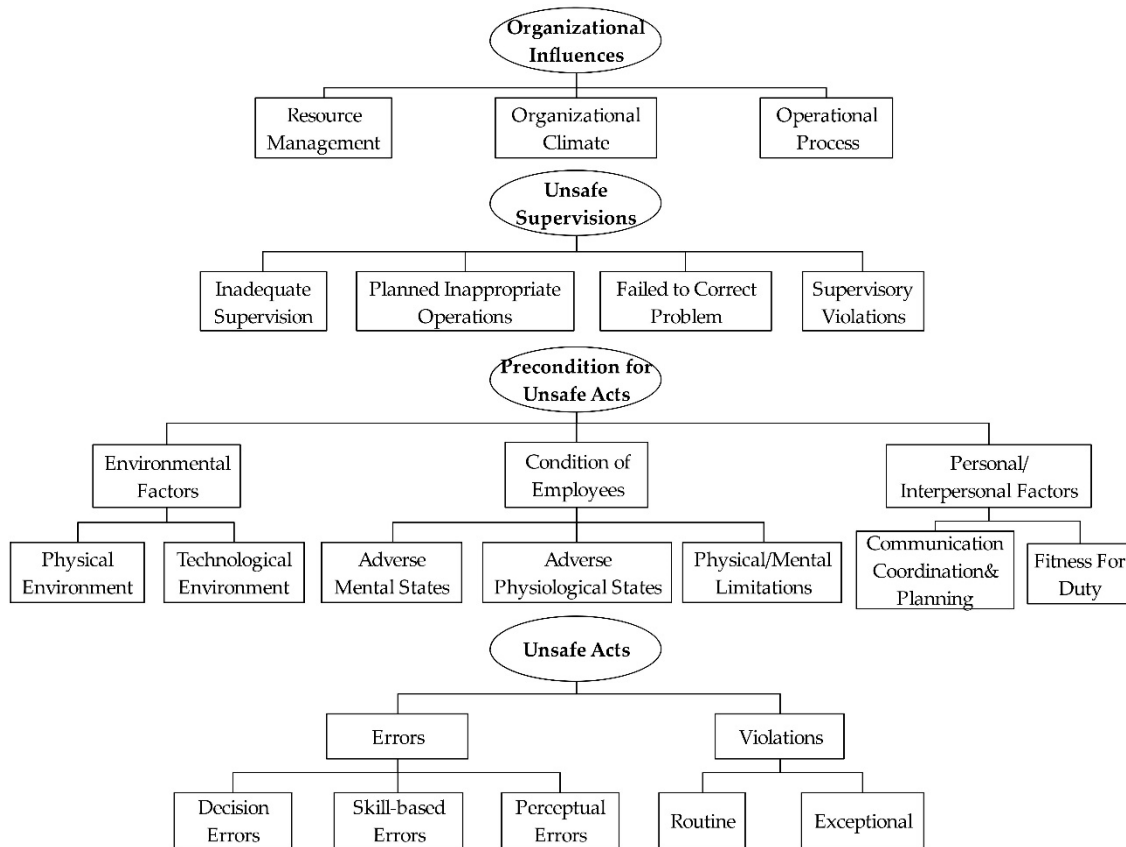 Organizational
Influences
Resource
Management
Organizational
Climate
Operational
Process
Unsafe
Supervisions
Inadequate
Supervision
Planned Inappropriate
Operations
Failed to Correct
Problem
Supervisory
Violations
Precondition for
Unsafe Acts
Environmental
Factors
Condition of
Employees
Personal/
Interpersonal Factors
Physical
Environment
Technological
Environment
Adverse
Mental States
Adverse
Physiological States
Physical/Mental
Limitations
Communication
Coordination&
Planning
Fitness For
Duty
Unsafe Acts
Errors
Violations
Decision
Errors
Skill-based
Errors
Perceptual
Errors
Routine
Exceptional